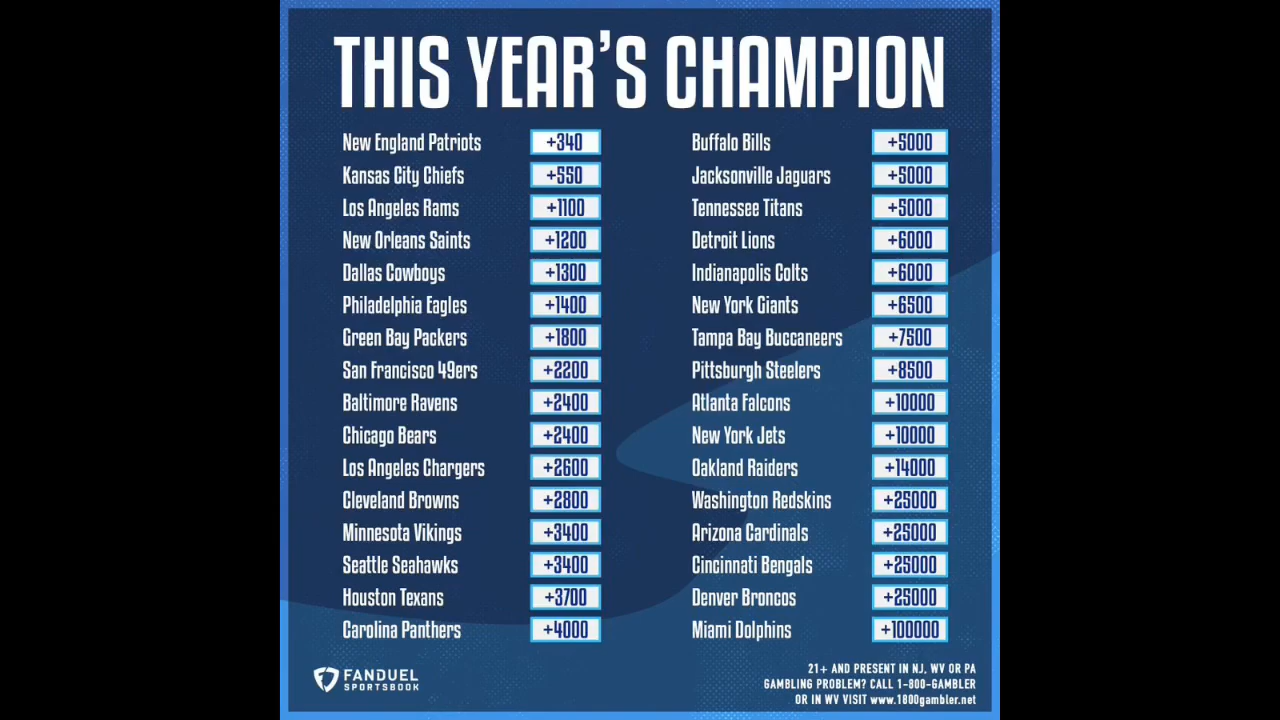 THIS YEAR'S CHAMPION
New England Patriots +340
Kansas City Chiefs +550
Los Angeles Rams +1100
New Orleans Saints +1200
Dallas Cowboys +1300
Philadelphia Eagles +1400
Green Bay Packers +1800
San Francisco 49ers +2200
Baltimore Ravens +2400
Chicago Bears +2400
Los Angeles Chargers +2600
Cleveland Browns +2800
Minnesota Vikings +3400
Seattle Seahawks +3400
Houston Texans +3700
Carolina Panthers +4000
Buffalo Bills +5000
Jacksonville Jaguars +5000
Tennessee Titans +5000
Detroit Lions +6000
Indianapolis Colts +6000
New York Giants +6500
Tampa Bay Buccaneers +7500
Pittsburgh Steelers +8500
Atlanta Falcons +10000
New York Jets +10000
Oakland Raiders +14000
Washington Redskins +25000
Arizona Cardinals +25000
Cincinnati Bengals +25000
Denver Broncos +25000
Miami Dolphins +100000
FANDUEL
SPORTSBOOK
21+ AND PRESENT IN NJ, WV OR PA
GAMBLING PROBLEM? CALL 1-800-GAMBLER
OR IN WV VISIT www.1800gambler.net